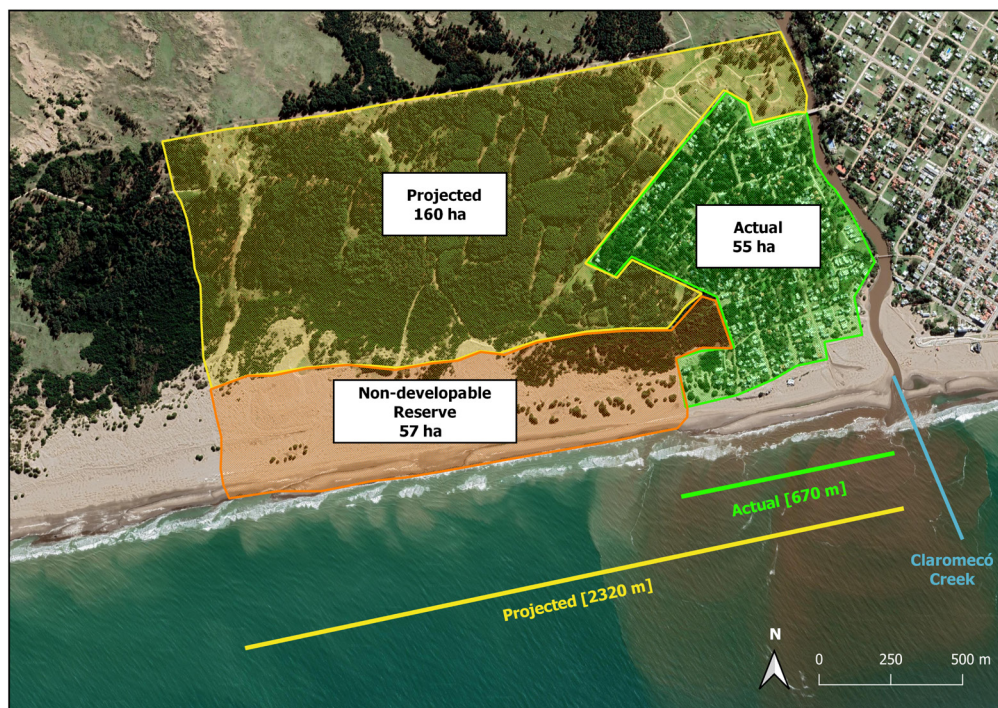 Projected
160 ha
Actual
55 ha
Non-developable
Reserve
57 ha
Actual [670 m]
Projected [2320 m]
Claromecó
Creek
N
0 250 500 m